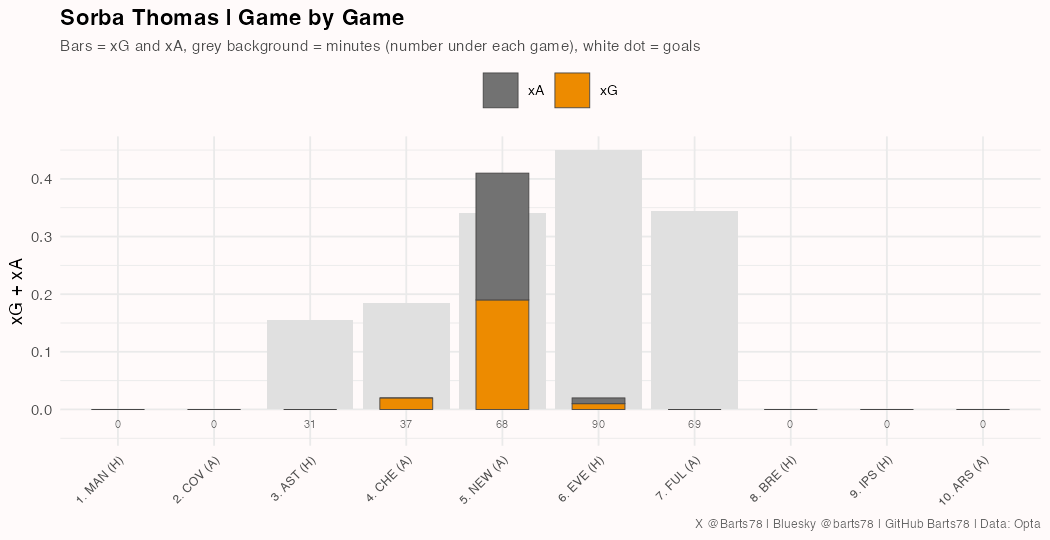 Sorba Thomas | Game by Game
Bars = xG and xA, grey background = minutes (number under each game), white dot = goals
xA xG
xG + xA
0.4
0.3
0.2
0.1
0.0
0 0 31 37 68 90 69 0 0 0
1. MAN (H) 2. COV (A) 3. AST (H) 4. CHE (A) 5. NEW (A) 6. EVE (H) 7. FUL (A) 8. BRE (H) 9. IPS (H) 10. ARS (A)
X @Barts78 | Bluesky @barts78 | GitHub Barts78 | Data: Opta